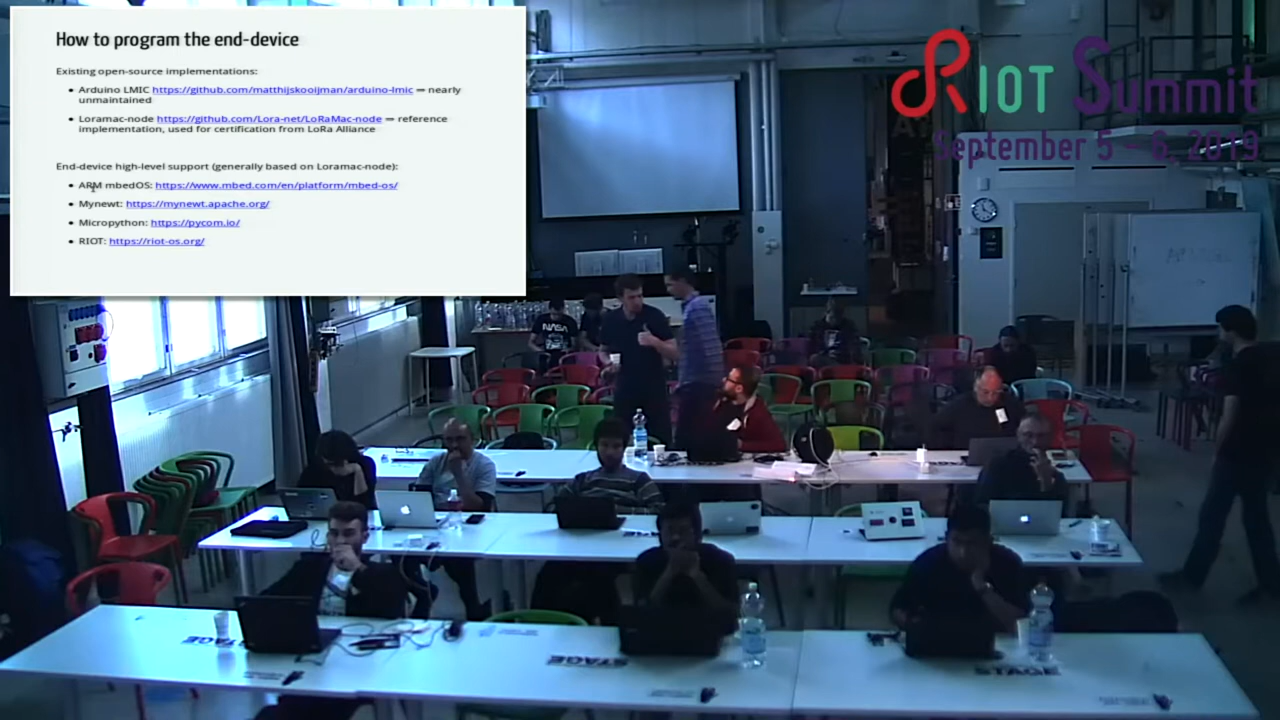 How to program the end-device
Existing open-source implementations:
• Arduino LMIC https://github.com/matthijskooijman/arduino-lmic ⇒ nearly
unmaintained
• Loramac-node https://github.com/Lora-net/LoRaMac-node ⇒ reference
implementation, used for certification from LoRa Alliance
End-device high-level support (generally based on Loramac-node):
• ARM mbedOS: https://www.mbed.com/en/platform/mbed-os/
• Mynewt: https://mynewt.apache.org/
• Micropython: https://pycom.io/
• RIOT: https://riot-os.org/
RIOT Summit
September 5 – 6, 2019
NASA
STAGE
STAGE
STAGE